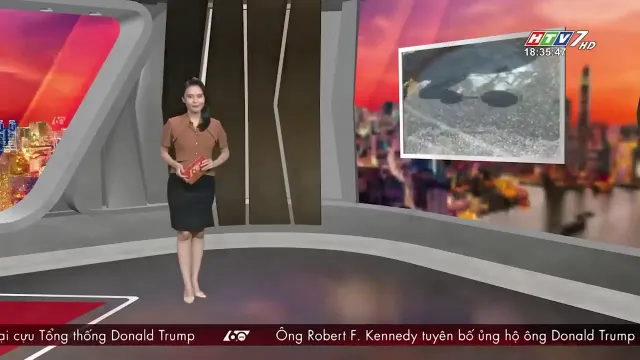 HTV7 HD
18:35:47
ại cựu Tổng thống Donald Trump 60 Ông Robert F. Kennedy tuyên bố ủng hộ ông Donald Trump